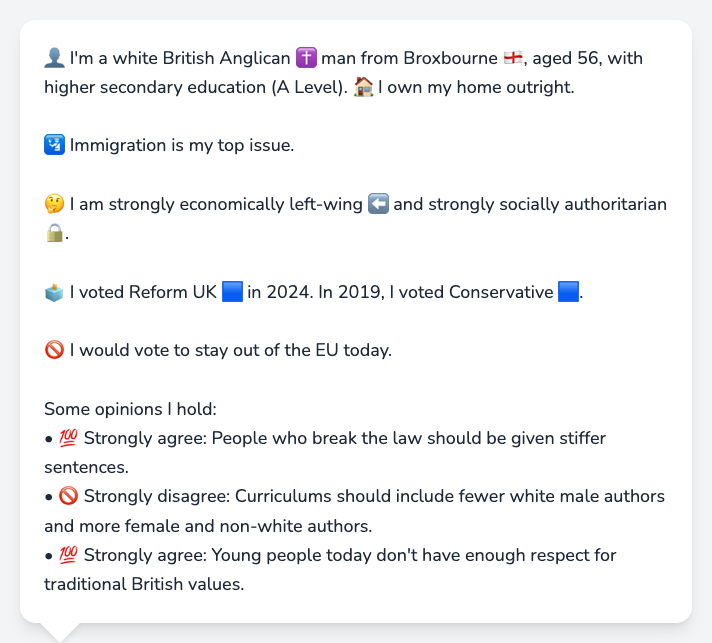 👤 I'm a white British Anglican ✝️ man from Broxbourne 🏴󠁧󠁢󠁥󠁮󠁧󠁿, aged 56, with
higher secondary education (A Level). 🏠 I own my home outright.
🛂 Immigration is my top issue.
🤔 I am strongly economically left-wing ⬅️ and strongly socially authoritarian
🔒.
🗳️ I voted Reform UK 🟦 in 2024. In 2019, I voted Conservative 🟦.
🚫 I would vote to stay out of the EU today.
Some opinions I hold:
• 💯 Strongly agree: People who break the law should be given stiffer
sentences.
• 🚫 Strongly disagree: Curriculums should include fewer white male authors
and more female and non-white authors.
• 💯 Strongly agree: Young people today don't have enough respect for
traditional British values.